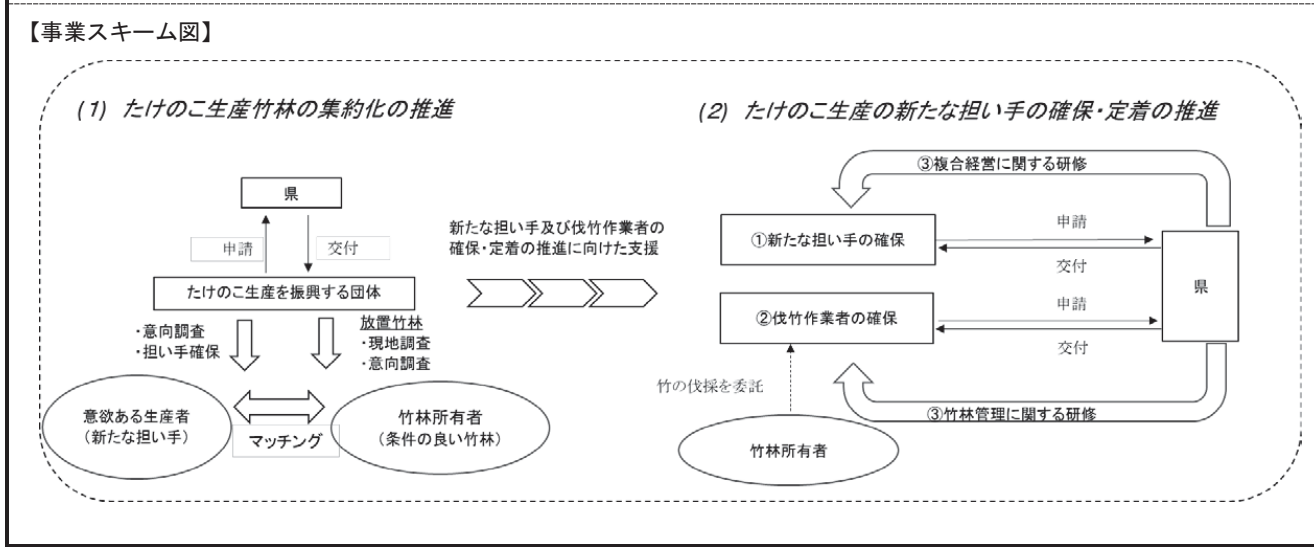 【事業スキーム図】
(1) たけのこ生産竹林の集約化の推進
県
申請
交付
たけのこ生産を振興する団体
・意向調査
・担い手確保
放置竹林
・現地調査
・意向調査
意欲ある生産者
(新たな担い手)
マッチング
竹林所有者
(条件の良い竹林)
新たな担い手及び伐竹作業者の
確保・定着の推進に向けた支援
(2) たけのこ生産の新たな担い手の確保・定着の推進
③複合経営に関する研修
①新たな担い手の確保
申請
交付
県
②伐竹作業者の確保
申請
交付
竹の伐採を委託
③竹林管理に関する研修
竹林所有者